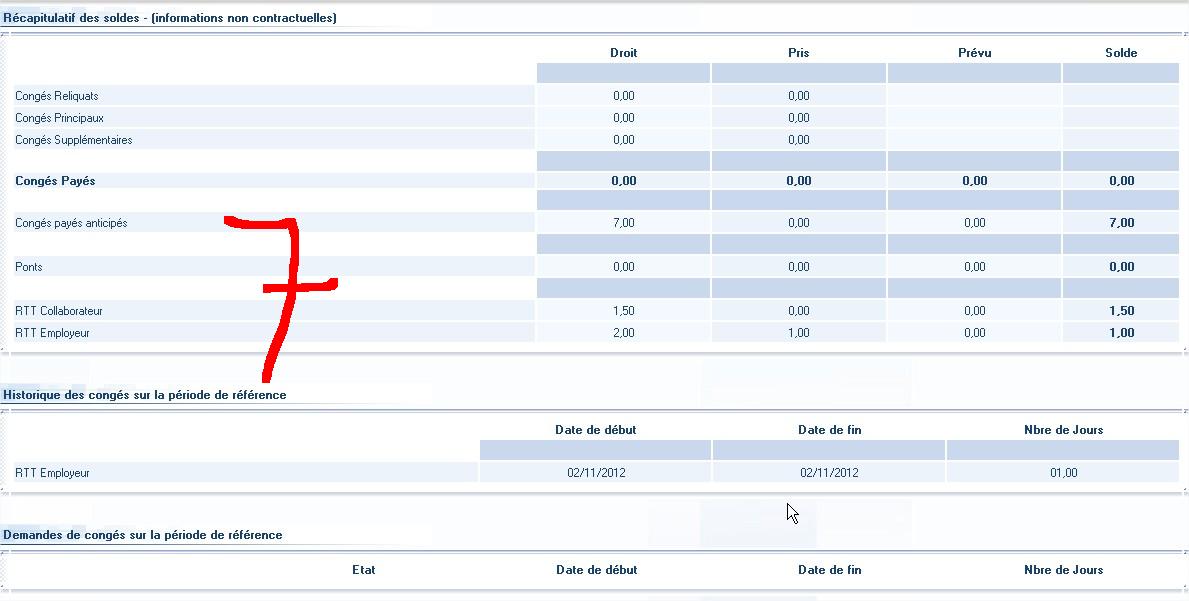 Récapitulatif des soldes - (informations non contractuelles)
Droit Pris Prévu Solde
Congés Reliquats 0,00 0,00
Congés Principaux 0,00 0,00
Congés Supplémentaires 0,00 0,00
Congés Payés 0,00 0,00 0,00 0,00
Congés payés anticipés 7,00 0,00 0,00 7,00
7
Ponts 0,00 0,00 0,00 0,00
RTT Collaborateur 1,50 0,00 0,00 1,50
RTT Employeur 2,00 1,00 0,00 1,00
Historique des congés sur la période de référence
Date de début Date de fin Nbre de Jours
RTT Employeur 02/11/2012 02/11/2012 01,00
Demandes de congés sur la période de référence
Etat Date de début Date de fin Nbre de Jours